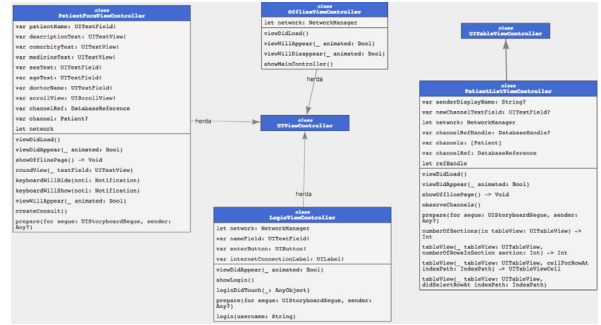 class
PatientFormViewController
var patientName: UITextField!
var descriptionText: UITextView!
var comorbityText: UITextView!
var medicineText: UITextView!
var sexText: UITextField!
var ageText: UITextField!
var doctorName: UITextField!
var scrollView: UIScrollView!
var channelRef: DatabaseReference
var channel: Patient?
let network
viewDidLoad()
viewDidAppear(_ animated: Bool)
showOfflinePage() -> Void
roundView(_ textField: UITextView)
keyboardWillHide(noti: Notification)
keyboardWillShow(noti: Notification)
viewWillAppear(_ animated: Bool)
createConsult()
prepare(for segue: UIStoryboardSegue, sender:
Any?)
class
OfflineViewController
let network: NetworkManager
viewDidLoad()
viewWillAppear(_ animated: Bool)
viewWillDisappear(_ animated: Bool)
showMainController()
herda
herda
class
UIViewController
herda
class
LoginViewController
let network: NetworkManager
var nameField: UITextField!
var enterButton: UIButton!
var internetConnectionLabel: UILabel!
viewDidAppear(_ animated: Bool)
showLogin()
loginDidTouch(_: AnyObject)
prepare(for segue: UIStoryboardSegue, sender:
Any?)
login(username: String)
class
UITableViewController
class
PatientListViewController
var senderDisplayName: String?
var newChannelTextField: UITextField?
let network: NetworkManager
var channelRefHandle: DatabaseHandle?
var channels: [Patient]
var channelRef: DatabaseReference
let refHandle
viewDidLoad()
viewDidAppear(_ animated: Bool)
showOfflinePage() -> Void
observeChannels()
prepare(for segue: UIStoryboardSegue, sender:
Any?)
numberOfSections(in tableView: UITableView) ->
Int
tableView(_ tableView: UITableView,
numberOfRowsInSection section: Int) -> Int
tableView(_ tableView: UITableView, cellForRowAt
indexPath: IndexPath) -> UITableViewCell
tableView(_ tableView: UITableView,
didSelectRowAt indexPath: IndexPath)